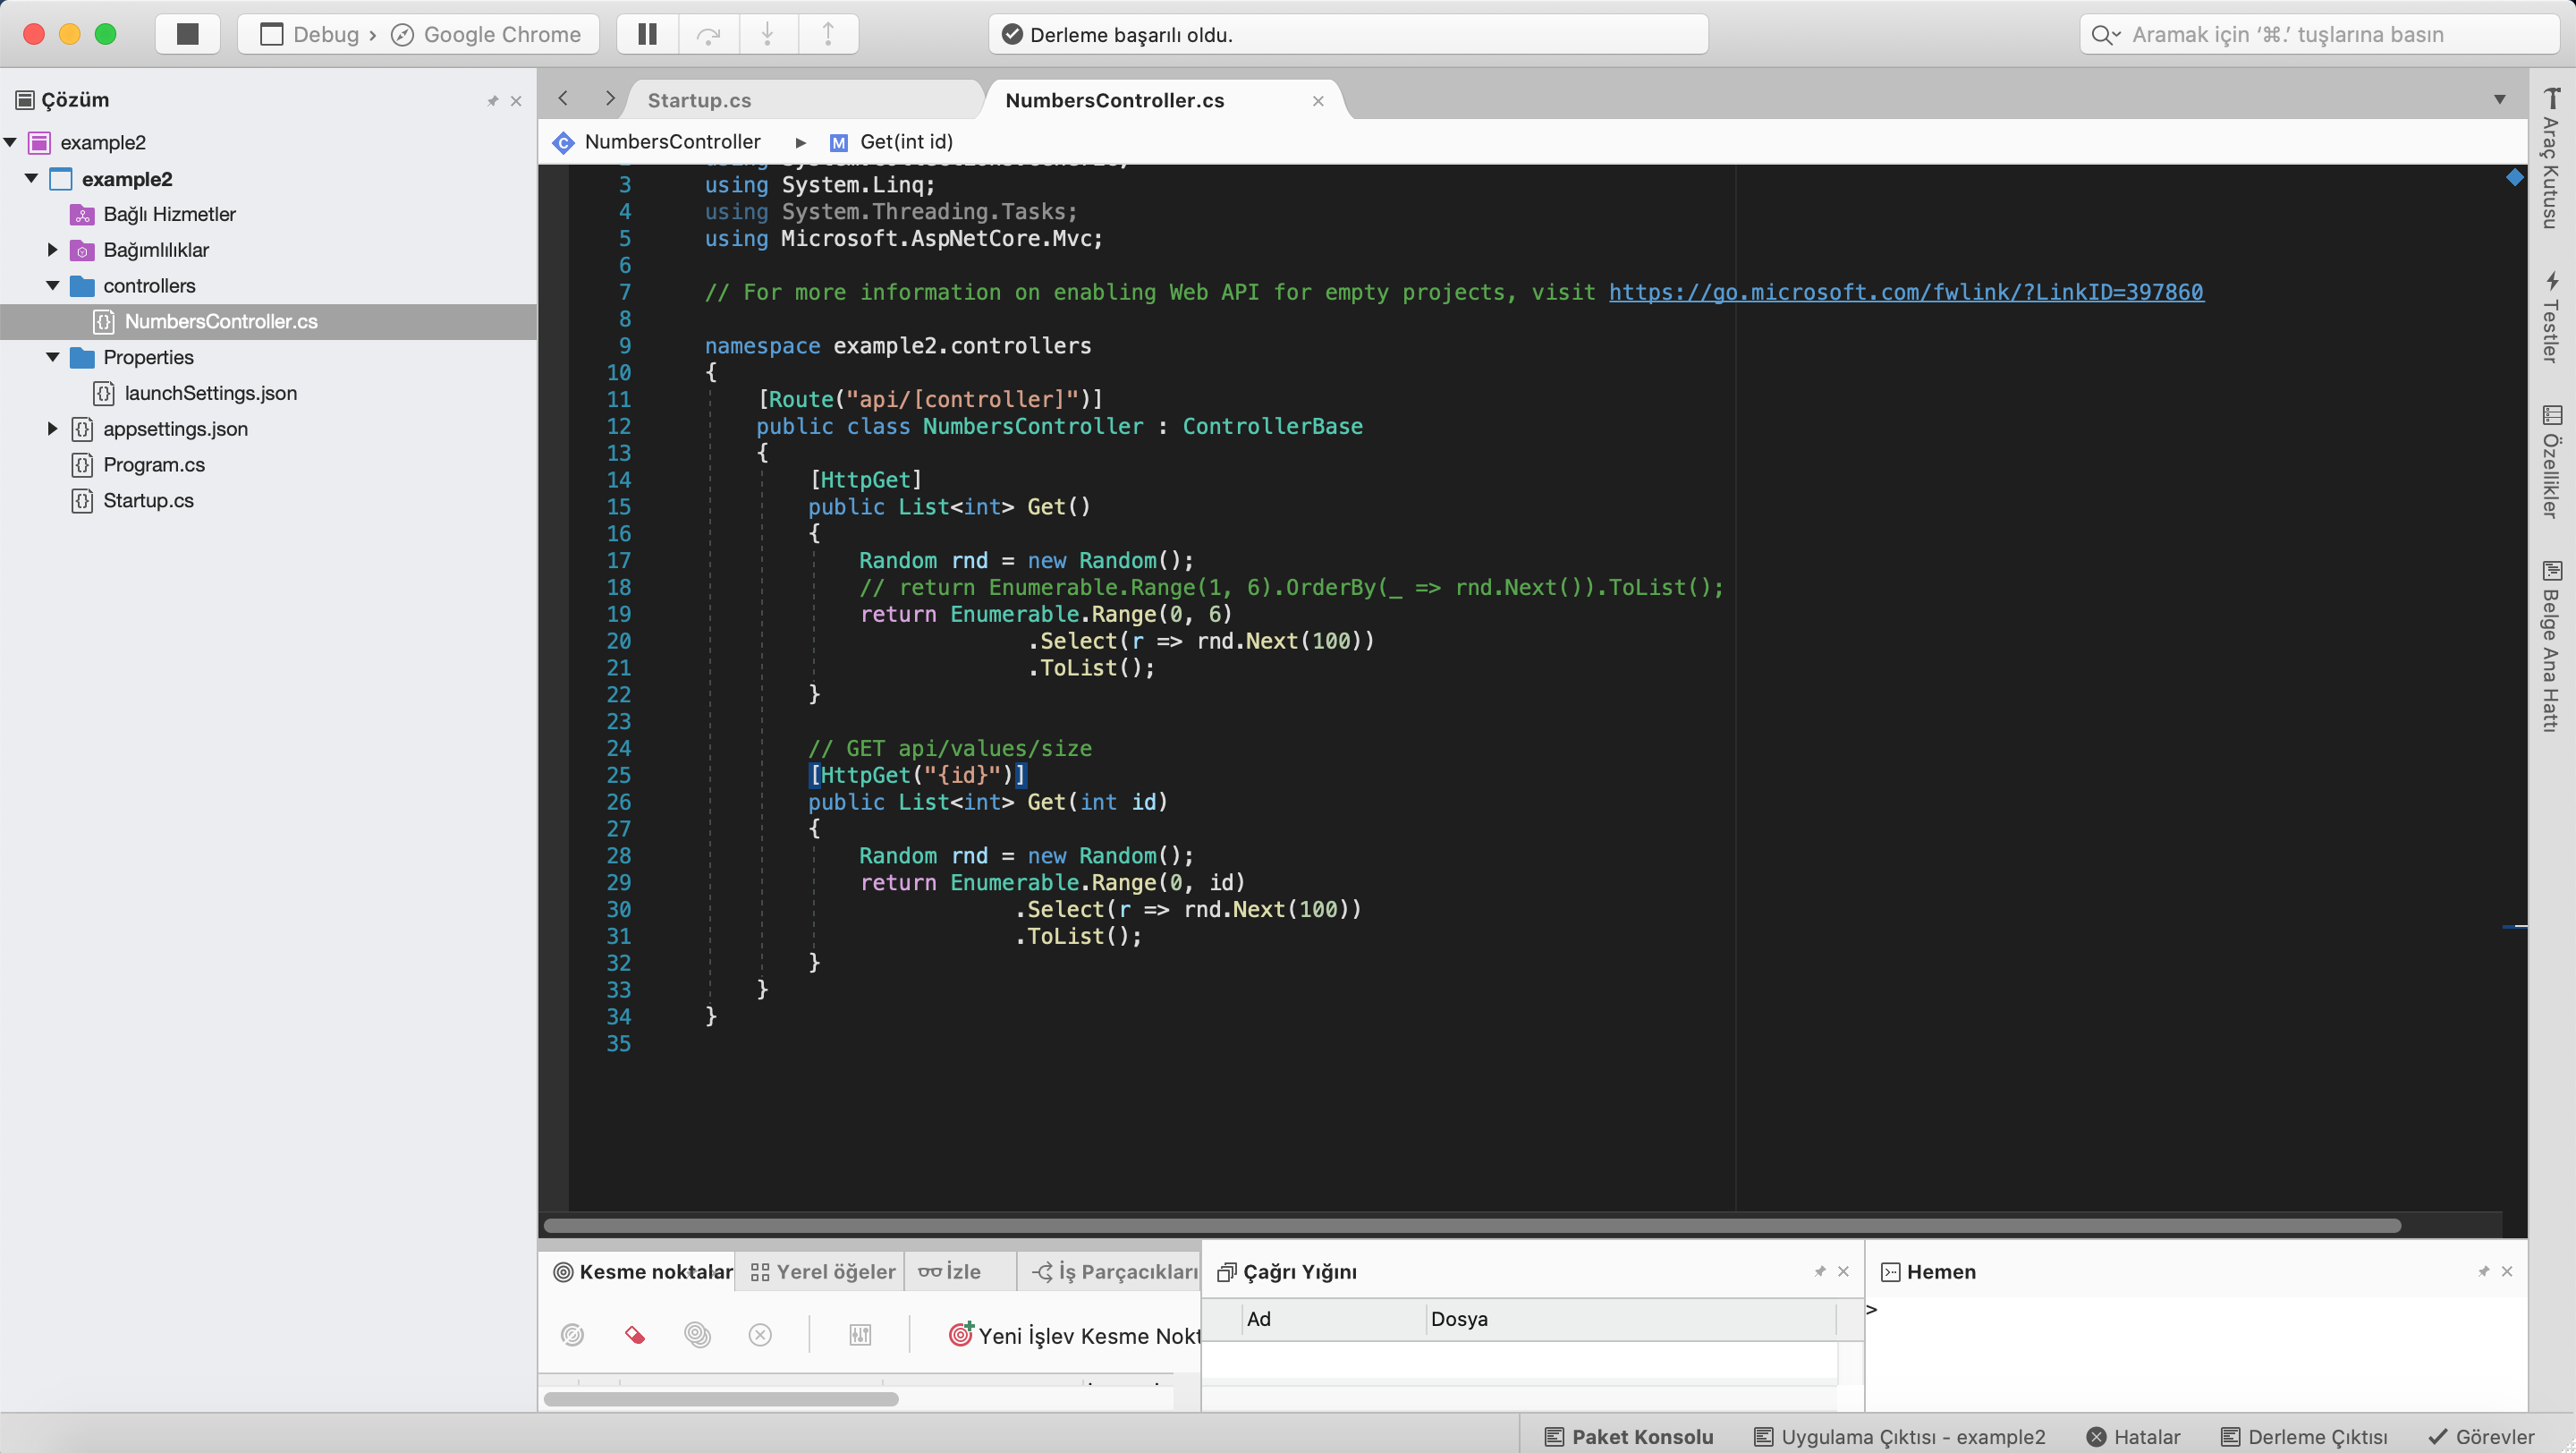 Debug › Google Chrome
Derleme başarılı oldu.
Aramak için ‘⌘.’ tuşlarına basın
Çözüm
example2
example2
Bağlı Hizmetler
Bağımlılıklar
controllers
NumbersController.cs
Properties
launchSettings.json
appsettings.json
Program.cs
Startup.cs
Startup.cs
NumbersController.cs
NumbersController
Get(int id)
3 using System.Linq;
4 using System.Threading.Tasks;
5 using Microsoft.AspNetCore.Mvc;
6
7 // For more information on enabling Web API for empty projects, visit https://go.microsoft.com/fwlink/?LinkID=397860
8
9 namespace example2.controllers
10 {
11 [Route("api/[controller]")]
12 public class NumbersController : ControllerBase
13 {
14 [HttpGet]
15 public List<int> Get()
16 {
17 Random rnd = new Random();
18 // return Enumerable.Range(1, 6).OrderBy(_ => rnd.Next()).ToList();
19 return Enumerable.Range(0, 6)
20 .Select(r => rnd.Next(100))
21 .ToList();
22 }
23
24 // GET api/values/size
25 [HttpGet("{id}")]
26 public List<int> Get(int id)
27 {
28 Random rnd = new Random();
29 return Enumerable.Range(0, id)
30 .Select(r => rnd.Next(100))
31 .ToList();
32 }
33 }
34 }
35
Araç Kutusu
Testler
Özellikler
Belge Ana Hattı
Kesme noktalar
Yerel öğeler
İzle
İş Parçacıkları
Yeni İşlev Kesme Nokt
Çağrı Yığını
Ad
Dosya
Hemen
>
Paket Konsolu
Uygulama Çıktısı - example2
Hatalar
Derleme Çıktısı
Görevler